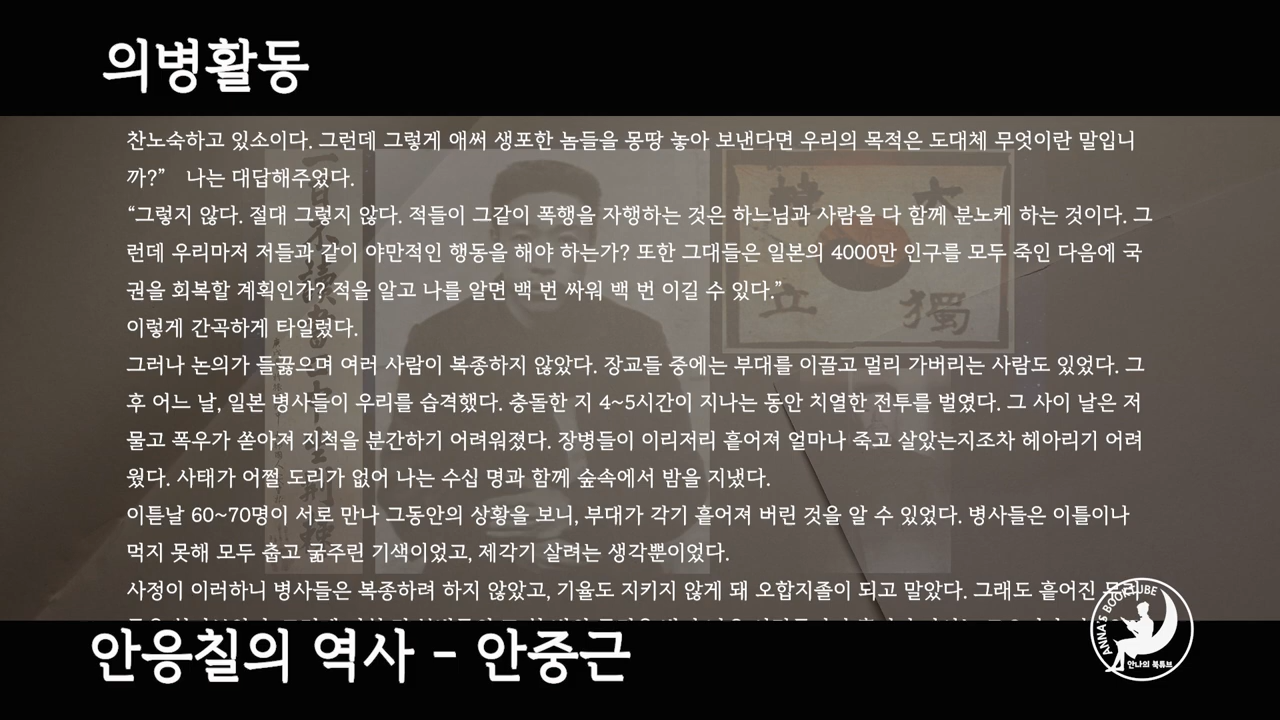 의병활동
찬노숙하고 있소이다. 그런데 그렇게 애써 생포한 놈들을 몽땅 놓아 보낸다면 우리의 목적은 도대체 무엇이란 말입니
까?” 나는 대답해주었다.
“그렇지 않다. 절대 그렇지 않다. 적들이 그같이 폭행을 자행하는 것은 하느님과 사람을 다 함께 분노케 하는 것이다. 그
런데 우리마저 저들과 같이 야만적인 행동을 해야 하는가? 또한 그대들은 일본의 4000만 인구를 모두 죽인 다음에 국
권을 회복할 계획인가? 적을 알고 나를 알면 백 번 싸워 백 번 이길 수 있다.”
이렇게 간곡하게 타일렀다.
그러나 논의가 들끓으며 여러 사람이 복종하지 않았다. 장교들 중에는 부대를 이끌고 멀리 가버리는 사람도 있었다. 그
후 어느 날, 일본 병사들이 우리를 습격했다. 충돌한 지 4~5시간이 지나는 동안 치열한 전투를 벌였다. 그 사이 날은 저
물고 폭우가 쏟아져 지척을 분간하기 어려워졌다. 장병들이 이리저리 흩어져 얼마나 죽고 살았는지조차 헤아리기 어려
웠다. 사태가 어쩔 도리가 없어 나는 수십 명과 함께 숲속에서 밤을 지냈다.
이튿날 60~70명이 서로 만나 그동안의 상황을 보니, 부대가 각기 흩어져 버린 것을 알 수 있었다. 병사들은 이틀이나
먹지 못해 모두 춥고 굶주린 기색이었고, 제각기 살려는 생각뿐이었다.
사정이 이러하니 병사들은 복종하려 하지 않았고, 기율도 지키지 않게 돼 오합지졸이 되고 말았다. 그래도 흩어진 무리
안응칠의 역사 - 안중근
ANNA's BOOKTUBE
안나의 북튜브
大
韓
獨
立